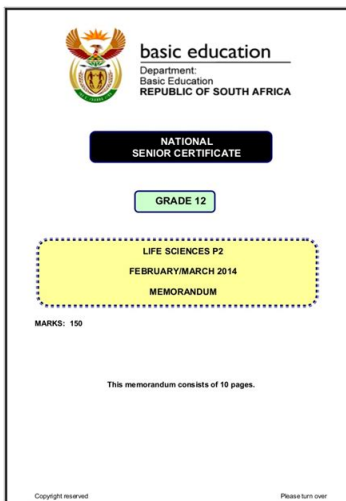 basic education
Department:
Basic Education
REPUBLIC OF SOUTH AFRICA
NATIONAL
SENIOR CERTIFICATE
GRADE 12
LIFE SCIENCES P2
FEBRUARY/MARCH 2014
MEMORANDUM
MARKS: 150
This memorandum consists of 10 pages.
Copyright reserved
Please turn over